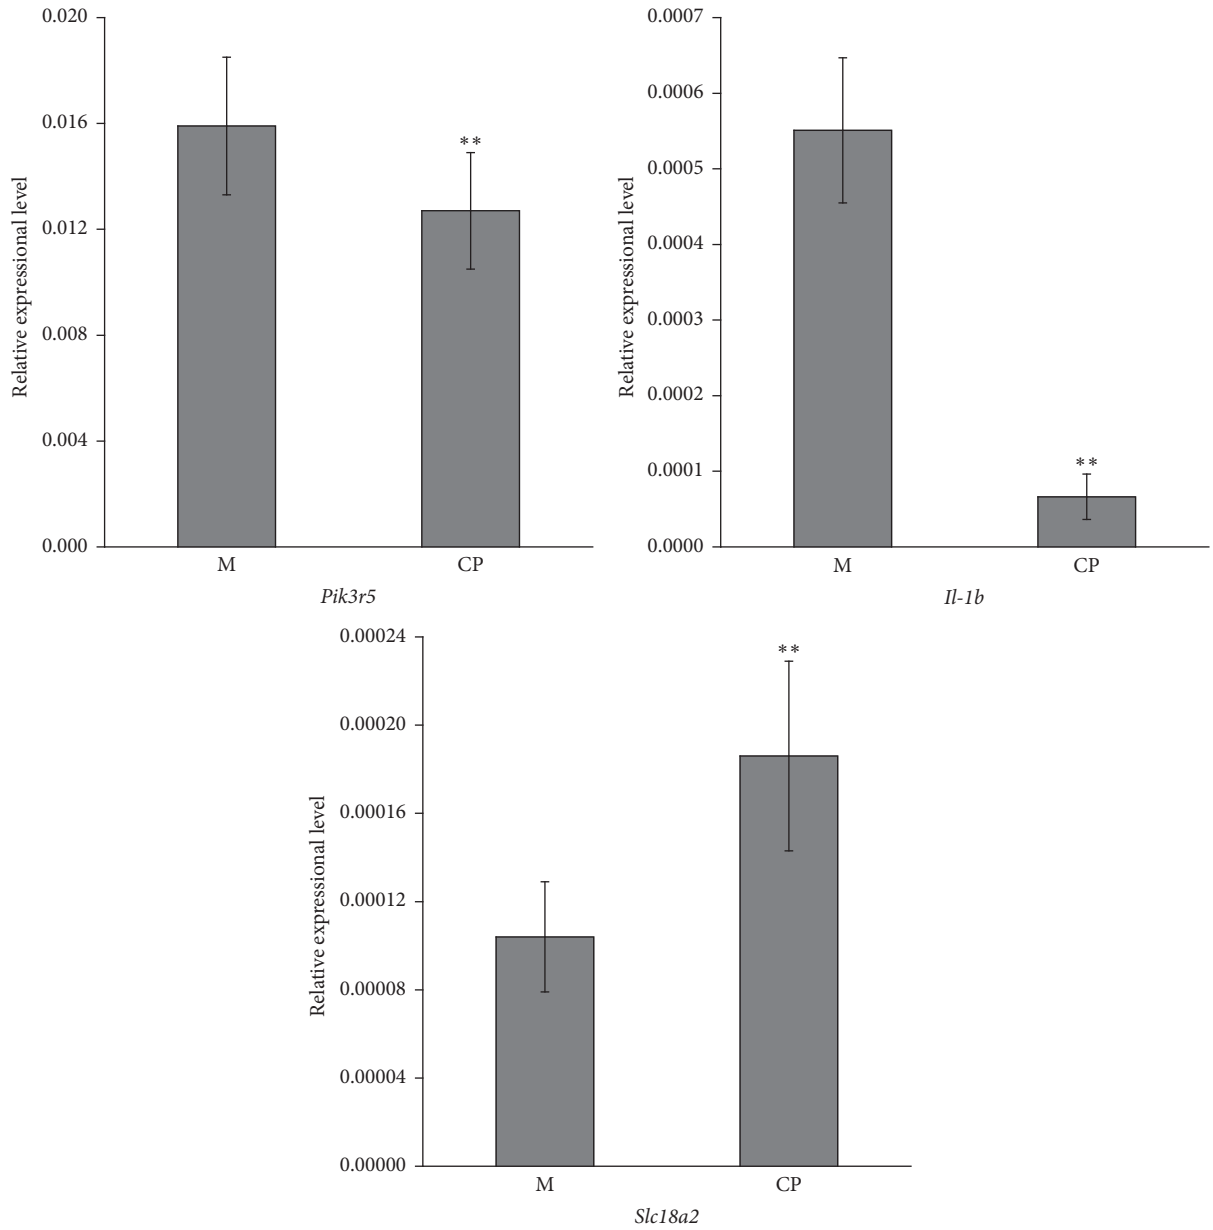 Relative expressional level
0.020
0.016
0.012
0.008
0.004
0.000
**
M
CP
Pik3r5
Relative expressional level
0.0007
0.0006
0.0005
0.0004
0.0003
0.0002
0.0001
0.0000
**
M
CP
Il-1b
Relative expressional level
0.00024
0.00020
0.00016
0.00012
0.00008
0.00004
0.00000
**
M
CP
Slc18a2